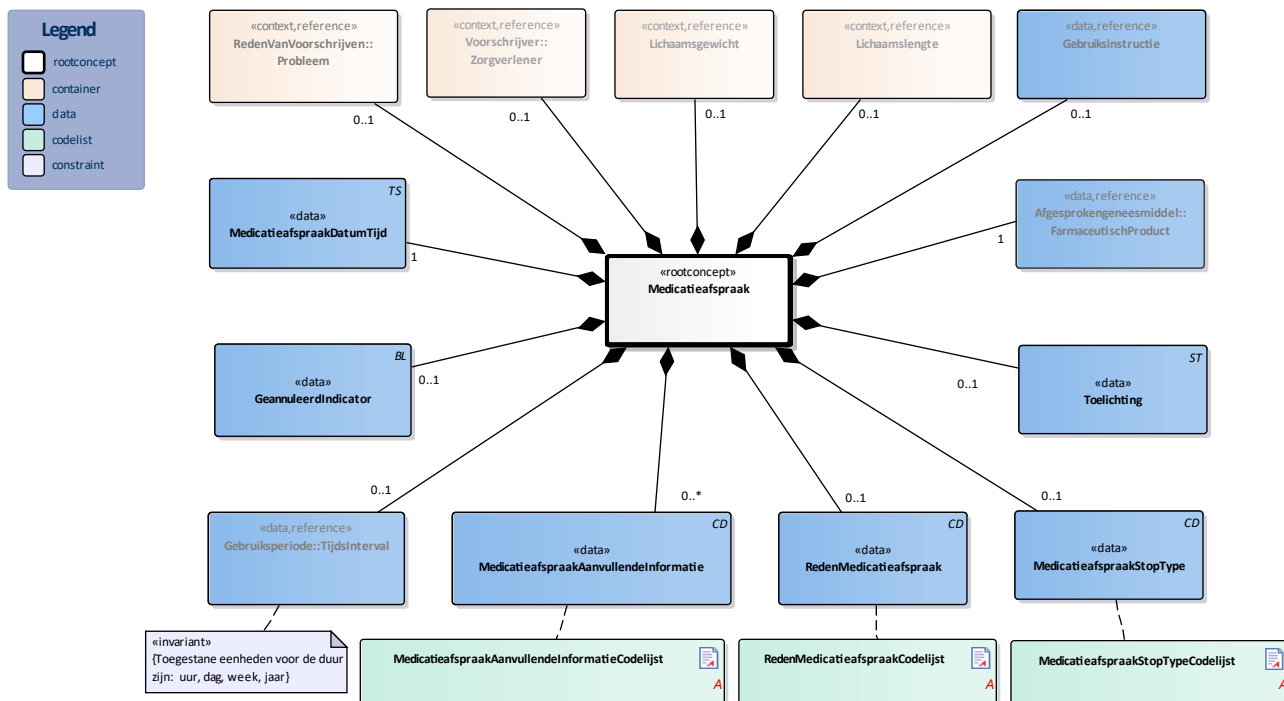 Legend
rootconcept
container
data
codelist
constraint
«context,reference»
RedenVanVoorschrijven::
Probleem
«context,reference»
Voorschrijver::
Zorgverlener
«context,reference»
Lichaamsgewicht
«context,reference»
Lichaamslengte
«data,reference»
Gebruiksinstructie
0..1
0..1
0..1
0..1
0..1
TS
«data»
MedicatieafspraakDatumTijd
1
«data,reference»
Afgesprokengeneesmiddel::
FarmaceutischProduct
1
«rootconcept»
Medicatieafspraak
BL
«data»
GeannuleerdIndicator
0..1
ST
«data»
Toelichting
0..1
0..1
0..*
0..1
0..1
«data,reference»
Gebruiksperiode::TijdsInterval
CD
«data»
MedicatieafspraakAanvullendeInformatie
CD
«data»
RedenMedicatieafspraak
CD
«data»
MedicatieafspraakStopType
«invariant»
{Toegestane eenheden voor de duur
zijn: uur, dag, week, jaar}
MedicatieafspraakAanvullendeInformatieCodelijst
A
RedenMedicatieafspraakCodelijst
A
MedicatieafspraakStopTypeCodelijst
A